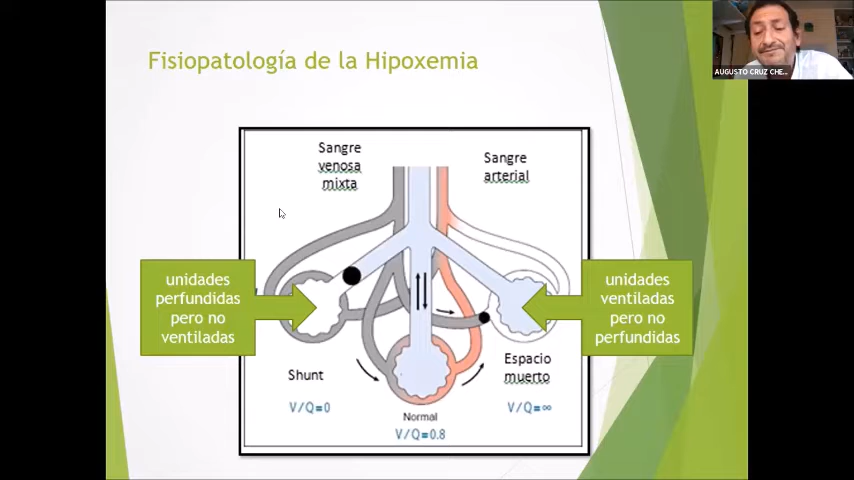 Fisiopatología de la Hipoxemia
AUGUSTO CRUZ CHE...
Sangre
venosa
mixta
Sangre
arterial
unidades
perfundidas
pero no
ventiladas
unidades
ventiladas
pero no
perfundidas
Shunt
V/Q=0
Normal
V/Q=0.8
Espacio
muerto
V/Q=∞